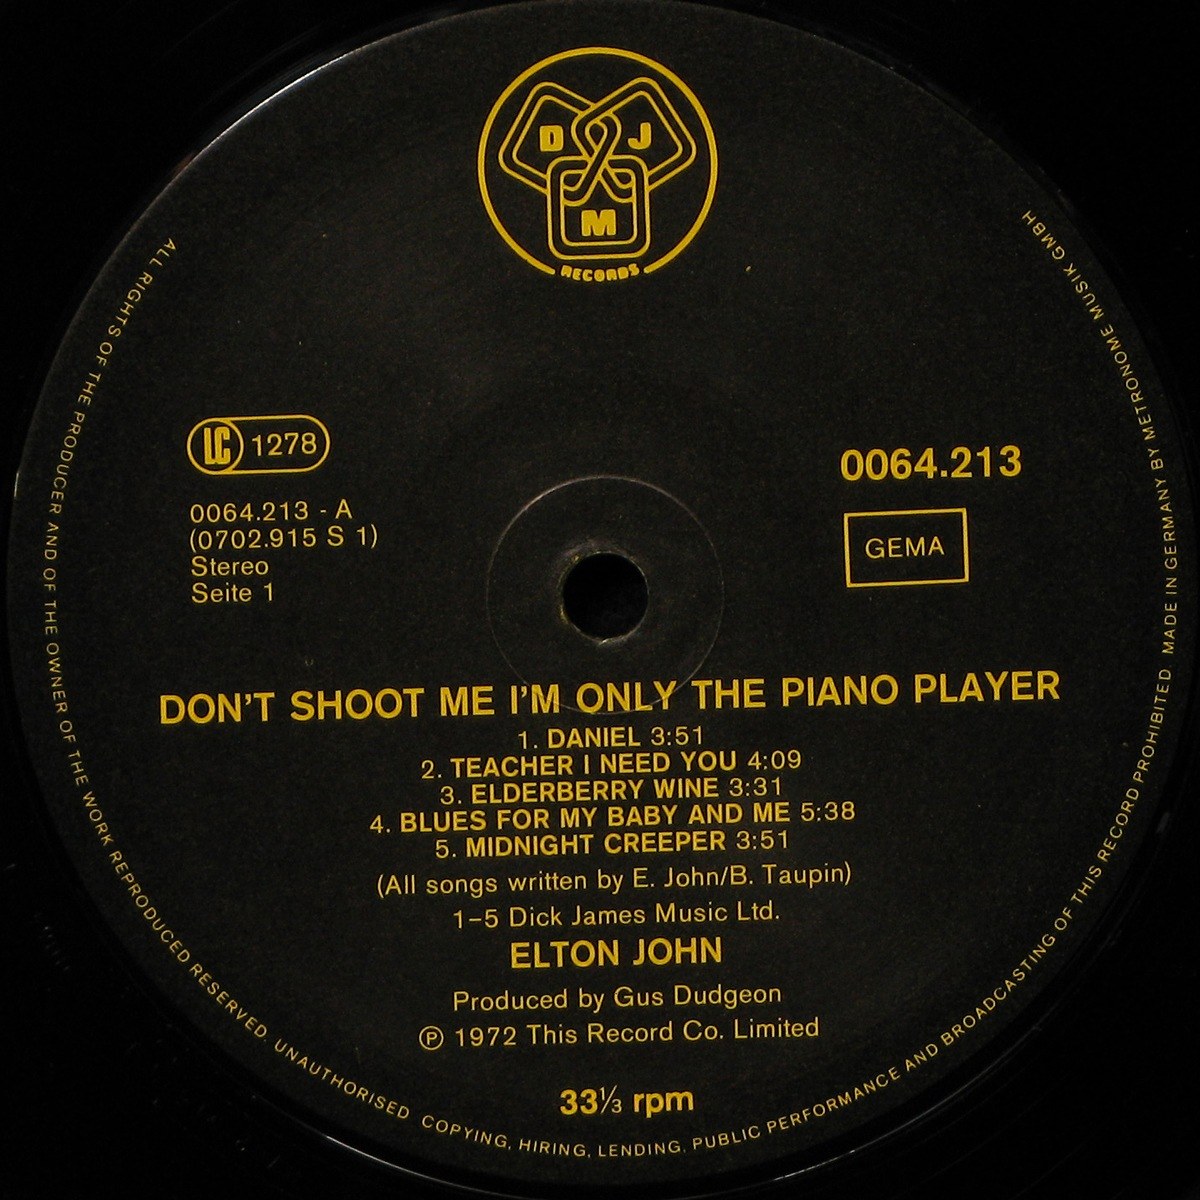 D J
M
RECORDS
LC 1278
0064.213
0064.213 - A
(0702.915 S 1)
Stereo
Seite 1
GEMA
DON'T SHOOT ME I'M ONLY THE PIANO PLAYER
1. DANIEL 3:51
2. TEACHER I NEED YOU 4:09
3. ELDERBERRY WINE 3:31
4. BLUES FOR MY BABY AND ME 5:38
5. MIDNIGHT CREEPER 3:51
(All songs written by E. John/B. Taupin)
1–5 Dick James Music Ltd.
ELTON JOHN
Produced by Gus Dudgeon
℗ 1972 This Record Co. Limited
33⅓ rpm
ALL RIGHTS OF THE PRODUCER AND OF THE OWNER OF THE WORK REPRODUCED RESERVED. UNAUTHORISED COPYING, HIRING, LENDING, PUBLIC PERFORMANCE AND BROADCASTING OF THIS RECORD PROHIBITED MADE IN GERMANY BY METRONOME MUSIK GMBH